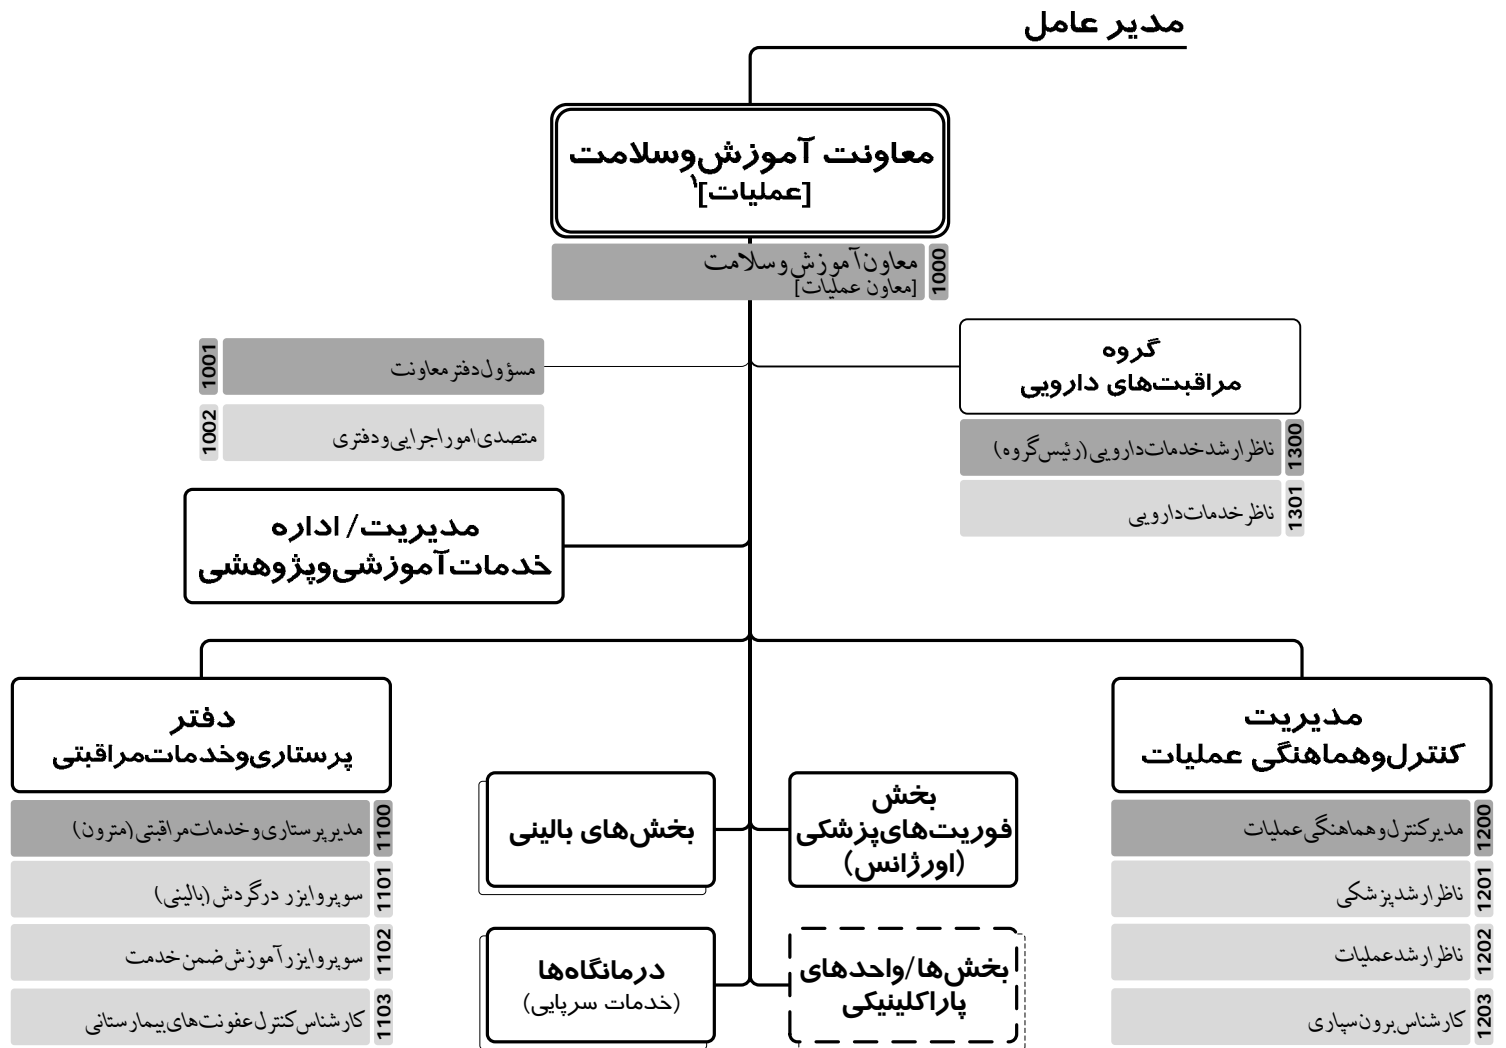 مدیر عامل
معاونت آموزش‌وسلامت
[عملیات]۱
1000
معاون آموزش‌وسلامت
[معاون عملیات]
گروه
مراقبت‌های دارویی
1300
ناظرارشدخدمات‌دارویی(رئیس‌گروه)
1301
ناظرخدمات‌دارویی
مسؤول‌دفترمعاونت
1001
متصدی‌اموراجرایی‌ودفتری
1002
مدیریت/ اداره
خدمات‌آموزشی‌وپژوهشی
مدیریت
کنترل‌وهماهنگی عملیات
1200
مدیرکنترل‌وهماهنگی‌عملیات
1201
ناظرارشدپزشکی
1202
ناظرارشدعملیات
1203
کارشناس‌برون‌سپاری
بخش
فوریت‌های‌پزشکی
(اورژانس)
بخش‌های بالینی
بخش‌ها/واحدهای
پاراکلینیکی
درمانگاه‌ها
(خدمات سرپایی)
دفتر
پرستاری‌وخدمات‌مراقبتی
1100
مدیرپرستاری‌وخدمات‌مراقبتی(مترون)
1101
سوپروایزر درگردش(بالینی)
1102
سوپروایزرآموزش‌ضمن‌خدمت
1103
کارشناس‌کنترل‌عفونت‌های‌بیمارستانی